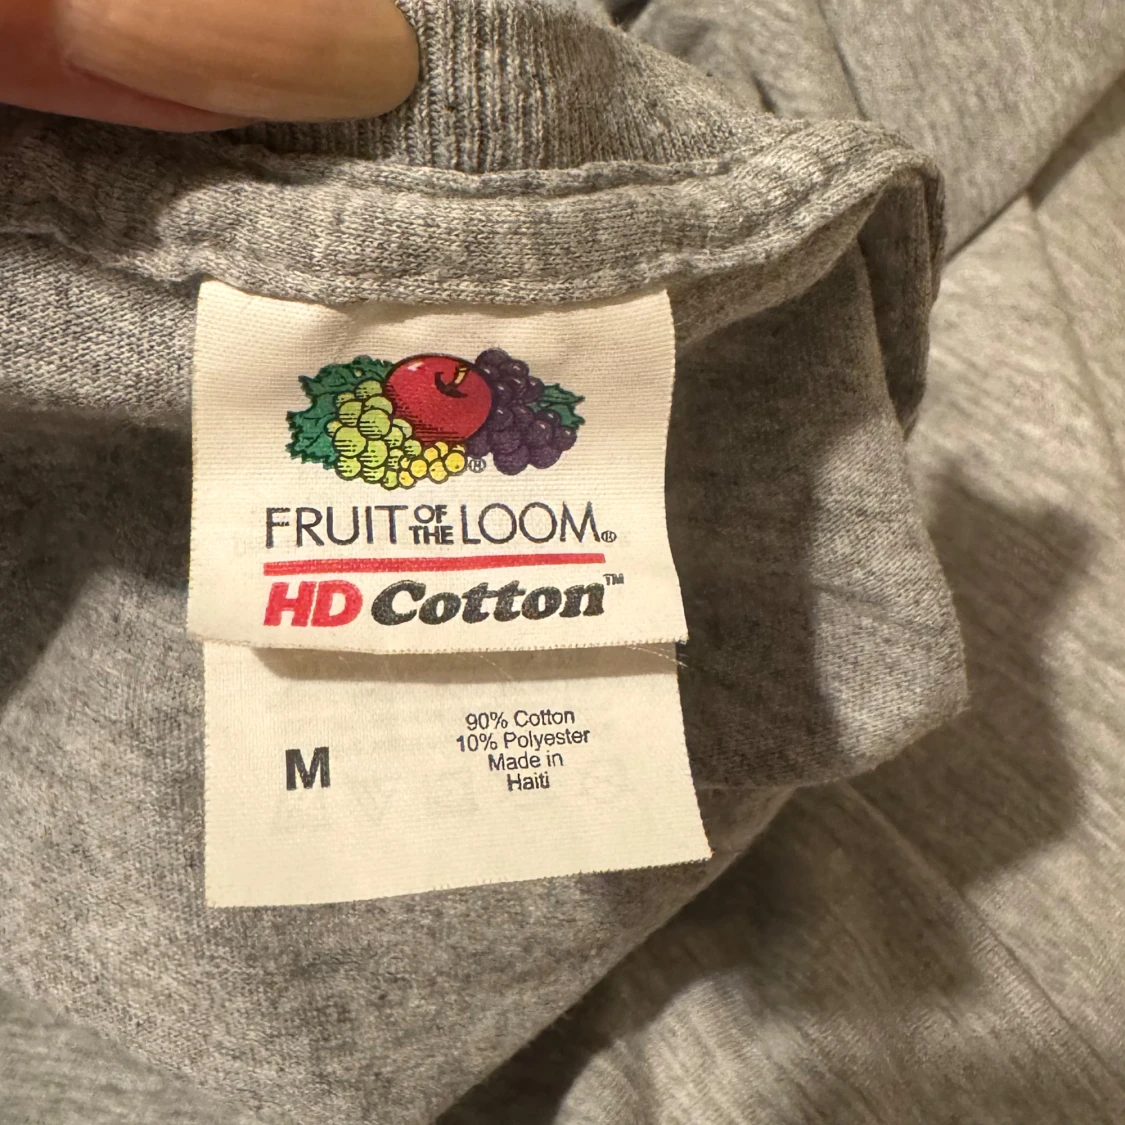 ®
FRUIT OF THE LOOM®
HD Cotton™
M
90% Cotton
10% Polyester
Made in
Haiti